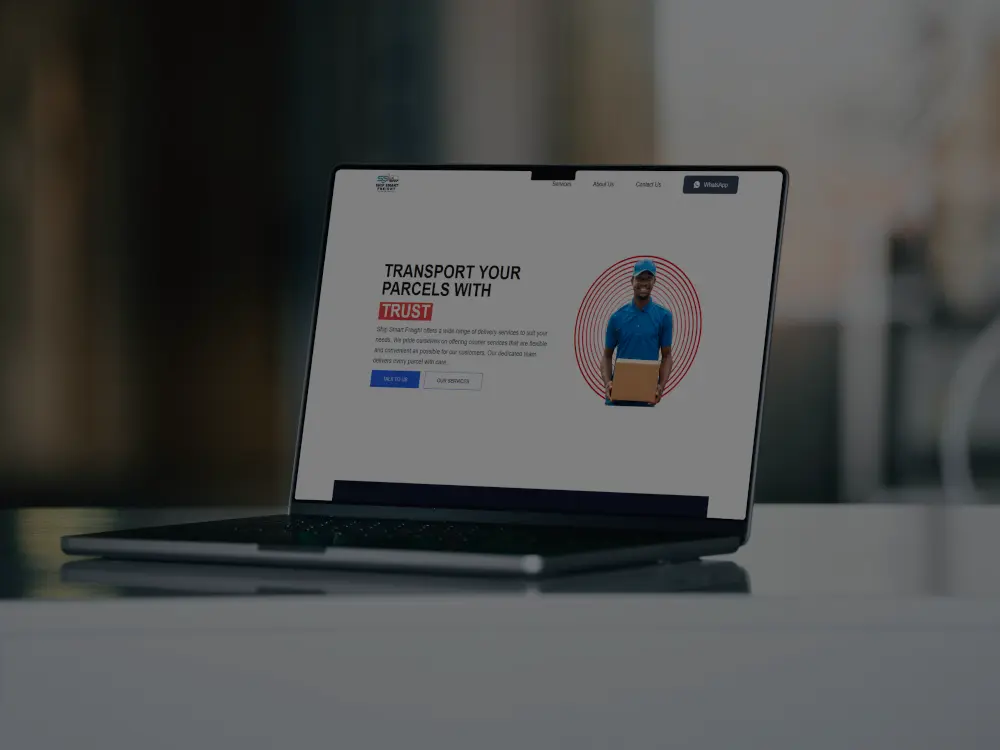 SHIP SMART
FREIGHT
Services
About Us
Contact Us
WhatsApp
TRANSPORT YOUR
PARCELS WITH
TRUST
Ship Smart Freight offers a wide range of delivery services to suit your
needs. We pride ourselves on offering courier services that are flexible
and convenient as possible for our customers. Our dedicated team
delivers every parcel with care.
TALK TO US
OUR SERVICES